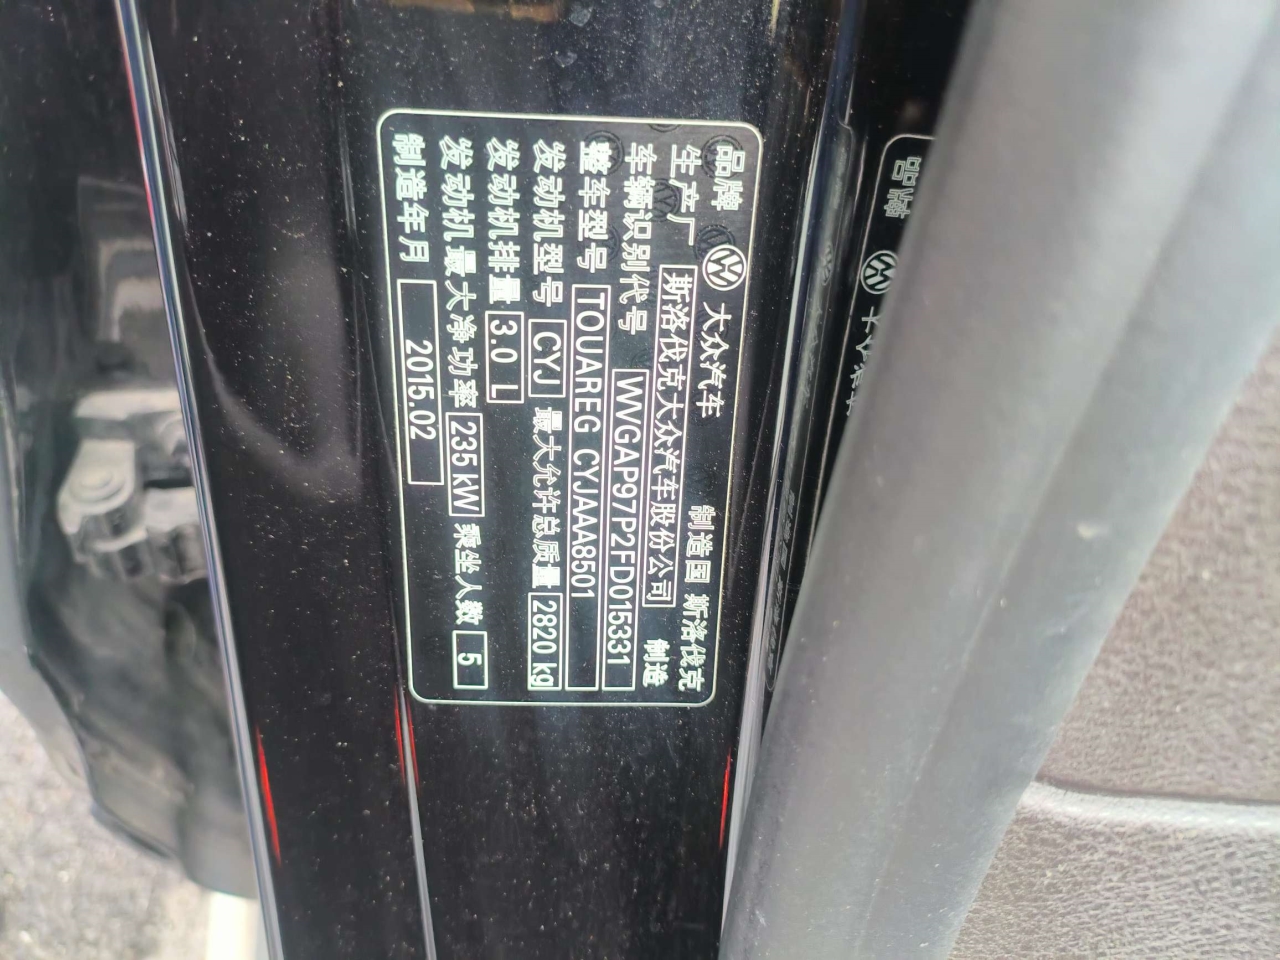 品牌 大众汽车 制造国 斯洛伐克
生产厂 斯洛伐克大众汽车股份公司 制造
车辆识别代号 WVGAP97P2FD015331
整车型号 TOUAREG CYJAAA8501
发动机型号 CYJ 最大允许总质量 2820 kg
发动机排量 3.0 L
发动机最大净功率 235 kW 乘坐人数 5
制造年月 2015.02
品牌